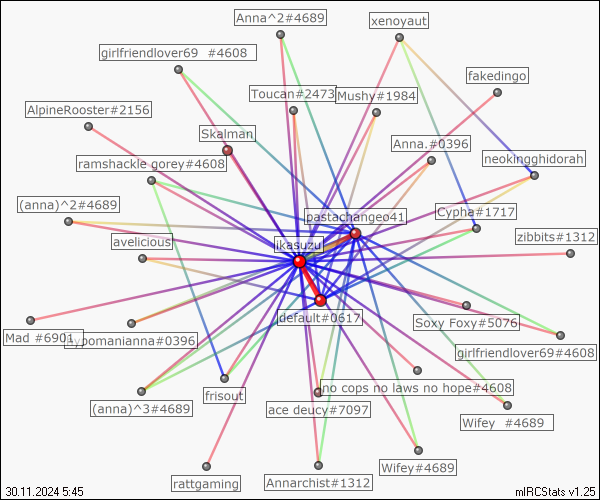 Anna^2#4689
xenoyaut
girlfriendlover69 #4608
fakedingo
Toucan#2473
Mushy#1984
AlpineRooster#2156
Skalman
Anna.#0396
ramshackle gorey#4608
neokingghidorah
(anna)^2#4689
pastachangeo41
Cypha#1717
avelicious
ikasuzu
zibbits#1312
default#0617
Soxy Foxy#5076
Mad #6901
hypomanianna#0396
girlfriendlover69#4608
no cops no laws no hope#4608
frisout
(anna)^3#4689
ace deucy#7097
Wifey #4689
Wifey#4689
rattgaming
Annarchist#1312
30.11.2024 5:45
mIRCStats v1.25